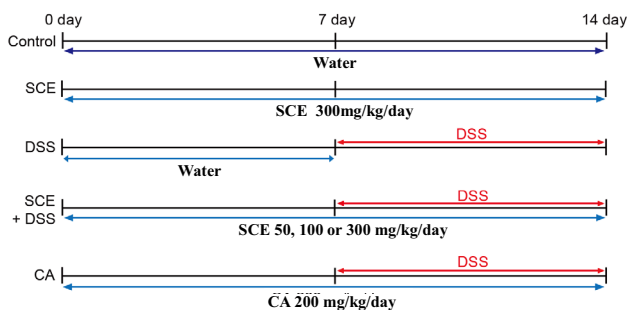 0 day 7 day 14 day
Control
Water
SCE
SCE 300mg/kg/day
DSS
DSS
Water
DSS
SCE
+ DSS
SCE 50, 100 or 300 mg/kg/day
DSS
CA
CA 200 mg/kg/day